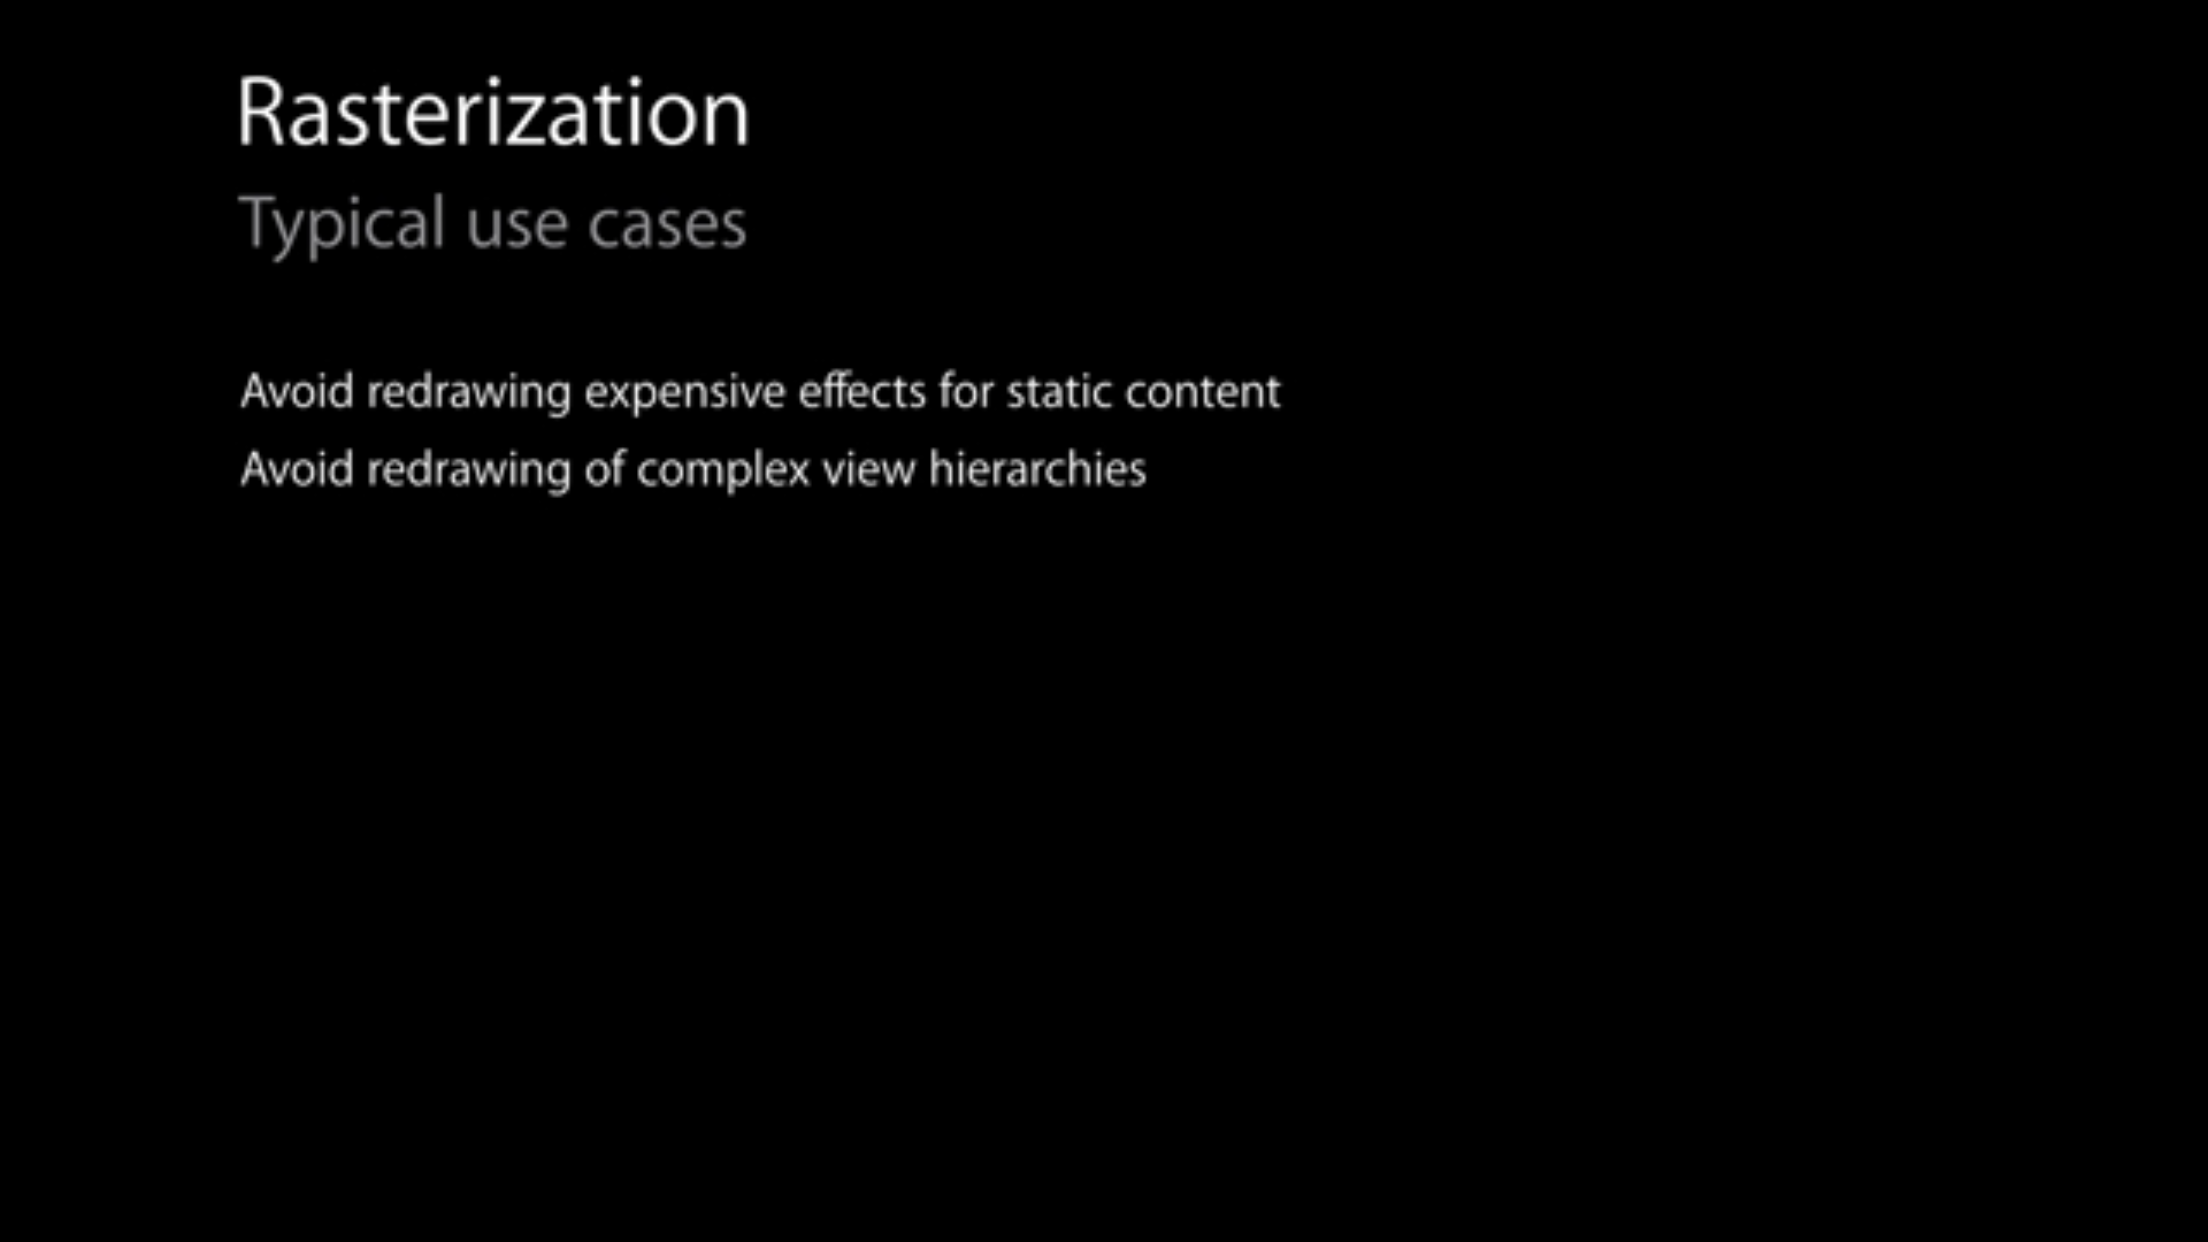 Rasterization
Typical use cases
Avoid redrawing expensive effects for static content
Avoid redrawing of complex view hierarchies